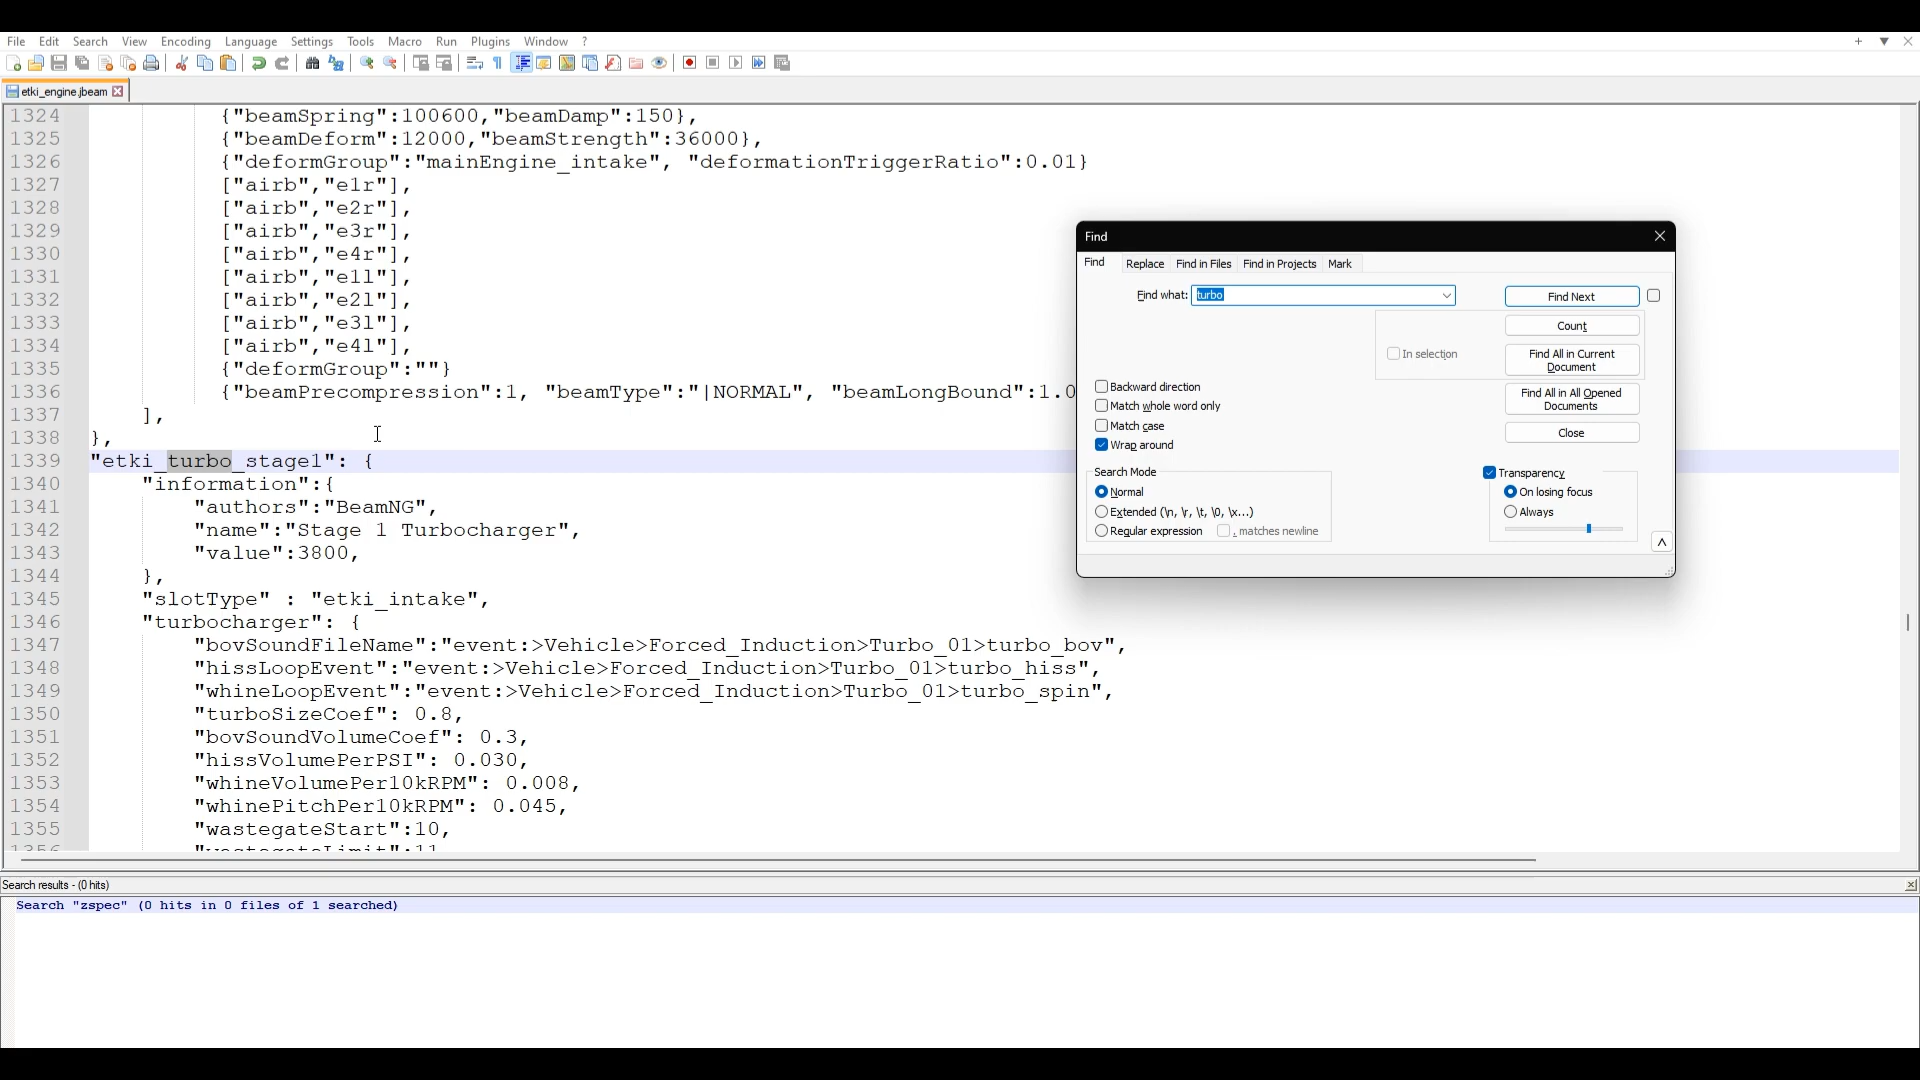 File Edit Search View Encoding Language Settings Tools Macro Run Plugins Window ?
etki_engine.jbeam
1324 {"beamSpring":100600,"beamDamp":150},
1325 {"beamDeform":12000,"beamStrength":36000},
1326 {"deformGroup":"mainEngine_intake", "deformationTriggerRatio":0.01}
1327 ["airb","e1r"],
1328 ["airb","e2r"],
1329 ["airb","e3r"],
1330 ["airb","e4r"],
1331 ["airb","e1l"],
1332 ["airb","e2l"],
1333 ["airb","e3l"],
1334 ["airb","e4l"],
1335 {"deformGroup":""}
1336 {"beamPrecompression":1, "beamType":"|NORMAL", "beamLongBound":1.0
1337 ],
1338 },
1339 "etki_turbo_stage1": {
1340 "information":{
1341 "authors":"BeamNG",
1342 "name":"Stage 1 Turbocharger",
1343 "value":3800,
1344 },
1345 "slotType" : "etki_intake",
1346 "turbocharger": {
1347 "bovSoundFileName":"event:>Vehicle>Forced_Induction>Turbo_01>turbo_bov",
1348 "hissLoopEvent":"event:>Vehicle>Forced_Induction>Turbo_01>turbo_hiss",
1349 "whineLoopEvent":"event:>Vehicle>Forced_Induction>Turbo_01>turbo_spin",
1350 "turboSizeCoef": 0.8,
1351 "bovSoundVolumeCoef": 0.3,
1352 "hissVolumePerPSI": 0.030,
1353 "whineVolumePer10kRPM": 0.008,
1354 "whinePitchPer10kRPM": 0.045,
1355 "wastegateStart":10,
1356 "wastegateLimit":11
Find
Find Replace Find in Files Find in Projects Mark
Find what: turbo Find Next
Count
In selection Find All in Current
Document
Backward direction Find All in All Opened
Match whole word only Documents
Match case Close
Wrap around
Search Mode Transparency
Normal On losing focus
Extended (\n, \r, \t, \0, \x...) Always
Regular expression . matches newline
Search results - (0 hits)
Search "zspec" (0 hits in 0 files of 1 searched)